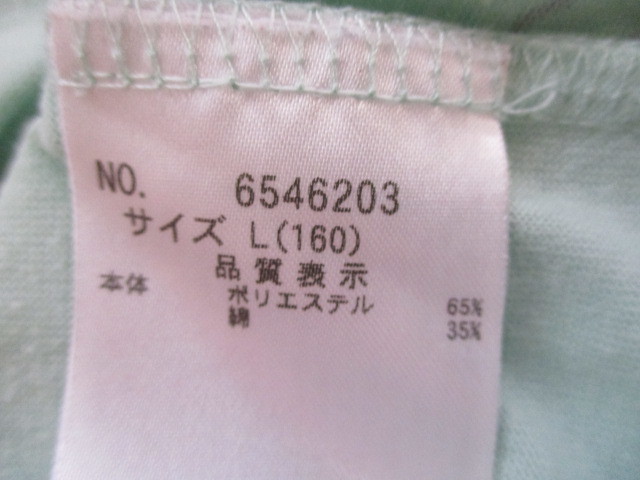 NO. 6546203
サイズ L(160)
品質表示
本体 ポリエステル 65%
綿 35%